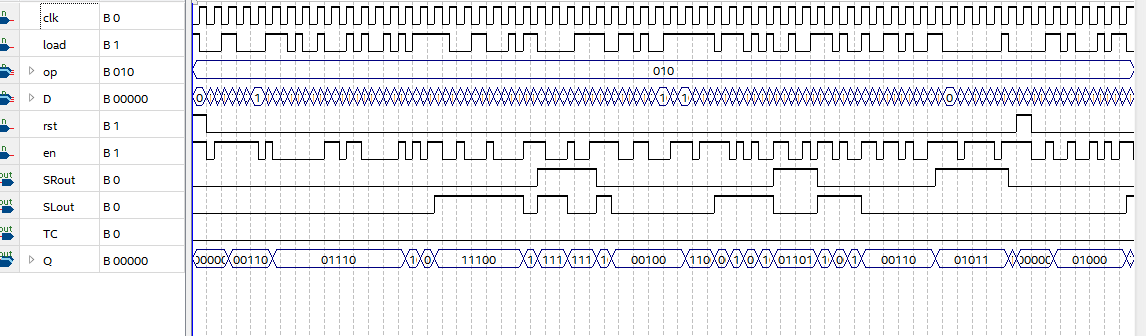 clk B 0
load B 1
op B 010 010
D B 00000 0 1 1 1 0
rst B 1
en B 1
SRout B 0
SLout B 0
TC B 0
Q B 00000 00000 00110 01110 1 0 11100 1 111 111 1 00100 110 0 1 0 1 01101 1 0 1 00110 01011 00000 01000